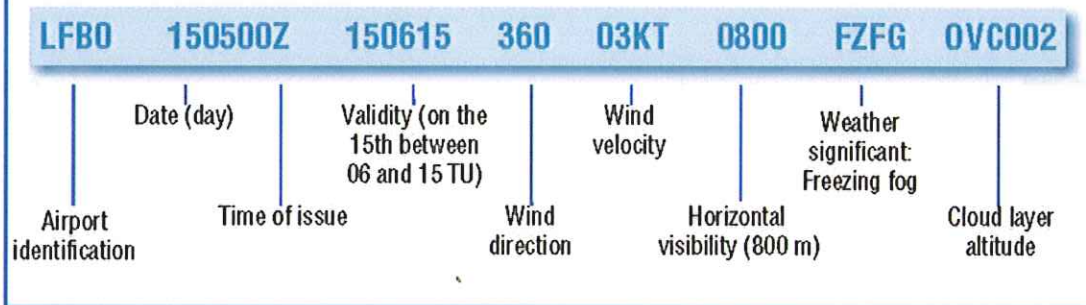 LFBO 150500Z 150615 360 03KT 0800 FZFG OVC002
Date (day)
Validity (on the
15th between
06 and 15 TU)
Wind
velocity
Weather
significant:
Freezing fog
Airport
identification
Time of issue
Wind
direction
Horizontal
visibility (800 m)
Cloud layer
altitude